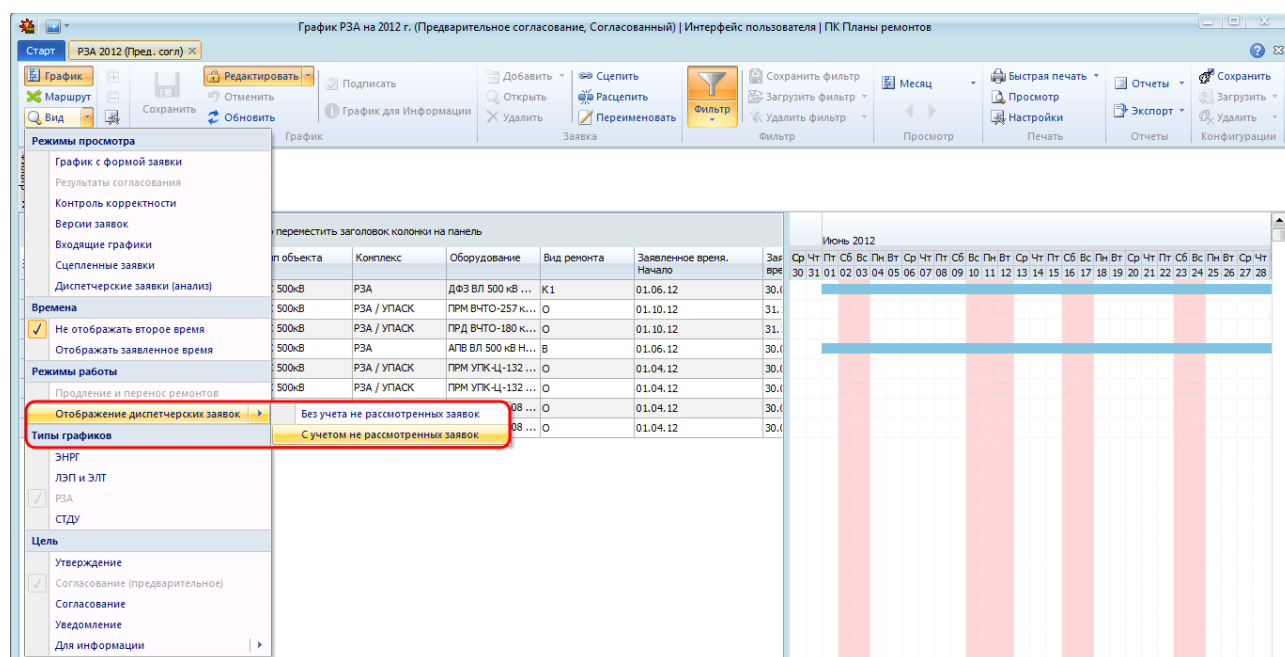 График РЗА на 2012 г. (Предварительное согласование, Согласованный) | Интерфейс пользователя | ПК Планы ремонтов
Старт РЗА 2012 (Пред. согл)
График Редактировать Подписать Добавить Сцепить Сохранить фильтр Месяц Быстрая печать Отчеты Сохранить
Маршрут Сохранить Отменить График для Информации Открыть Расцепить Фильтр Загрузить фильтр Просмотр Экспорт Загрузить
Вид Обновить Удалить Переименовать Удалить фильтр Настройки Удалить
График Заявка Фильтр Просмотр Печать Отчеты Конфигурации
Режимы просмотра
График с формой заявки
Результаты согласования
Контроль корректности
Версии заявок
Входящие графики
Сцепленные заявки
Диспетчерские заявки (анализ)
Времена
Не отображать второе время
Отображать заявленное время
Режимы работы
Продление и перенос ремонтов
Отображение диспетчерских заявок
Без учета не рассмотренных заявок
С учетом не рассмотренных заявок
Типы графиков
ЭНРГ
ЛЭП и ЭЛТ
РЗА
СТДУ
Цель
Утверждение
Согласование (предварительное)
Согласование
Уведомление
Для информации
переместить заголовок колонки на панель
объекта Комплекс Оборудование Вид ремонта Заявленное время. Начало
500кВ РЗА ДФЗ ВЛ 500 кВ ... К1 01.06.12 30.
500кВ РЗА / УПАСК ПРМ ВЧТО-257 к... О 01.10.12 31.
500кВ РЗА / УПАСК ПРД ВЧТО-180 к... О 01.10.12 31.
500кВ РЗА АПВ ВЛ 500 кВ Н... В 01.06.12 30.
500кВ РЗА / УПАСК ПРМ УПК-Ц-132 ... О 01.04.12 30.
500кВ РЗА / УПАСК ПРМ УПК-Ц-132 ... О 01.04.12 30.
08 ... О 01.04.12 30.
08 ... О 01.04.12 30.
Июнь 2012
Ср Чт Пт Сб Вс Пн Вт Ср Чт Пт Сб Вс Пн Вт Ср Чт Пт Сб Вс Пн Вт Ср Чт Пт Сб Вс Пн Вт Ср Чт
30 31 01 02 03 04 05 06 07 08 09 10 11 12 13 14 15 16 17 18 19 20 21 22 23 24 25 26 27 28